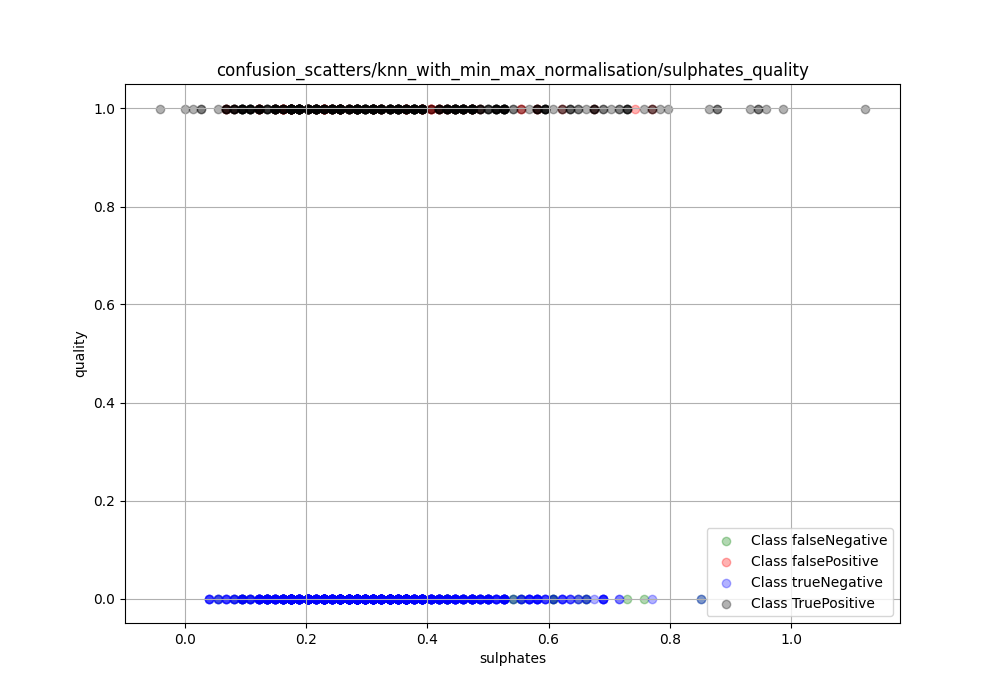 confusion_scatters/knn_with_min_max_normalisation/sulphates_quality
1.0
0.8
0.6
0.4
0.2
0.0
quality
0.0 0.2 0.4 0.6 0.8 1.0
sulphates
Class falseNegative
Class falsePositive
Class trueNegative
Class TruePositive